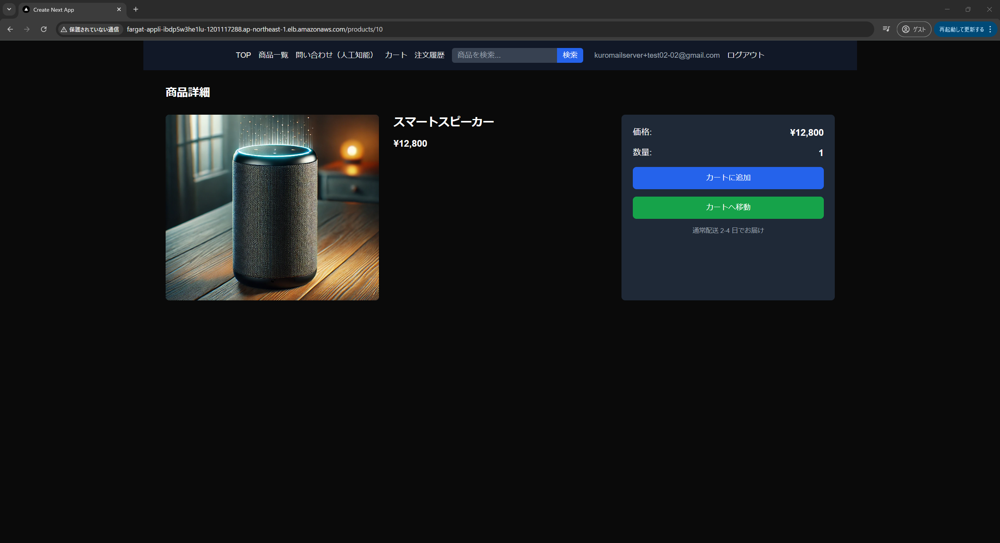 Create Next App
保護されていない通信
fargat-appli-ibdp5w3he1lu-1201117288.ap-northeast-1.elb.amazonaws.com/products/10
ゲスト
再起動して更新する
TOP 商品一覧 問い合わせ（人工知能） カート 注文履歴 商品を検索... 検索 kuromailserver+test02-02@gmail.com ログアウト
商品詳細
スマートスピーカー
¥12,800
価格: ¥12,800
数量: 1
カートに追加
カートへ移動
通常配送 2-4 日でお届け